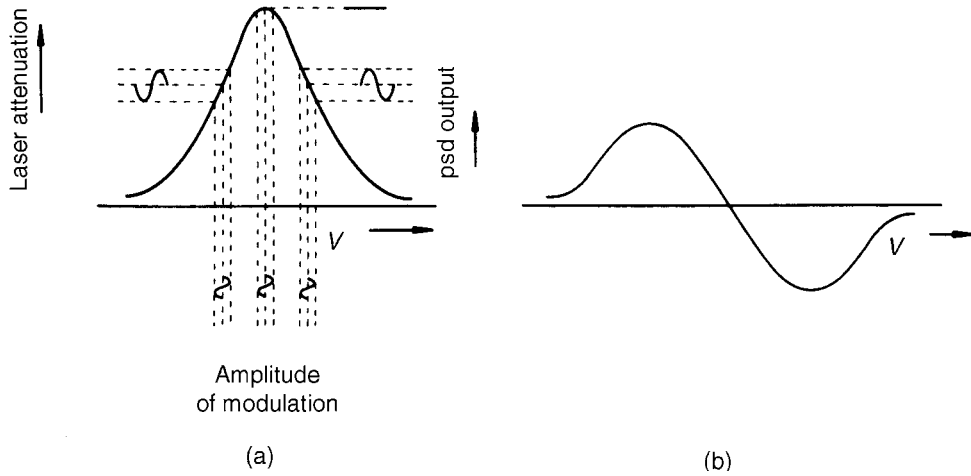 Laser attenuation
V
Amplitude
of modulation
(a)
psd output
V
(b)